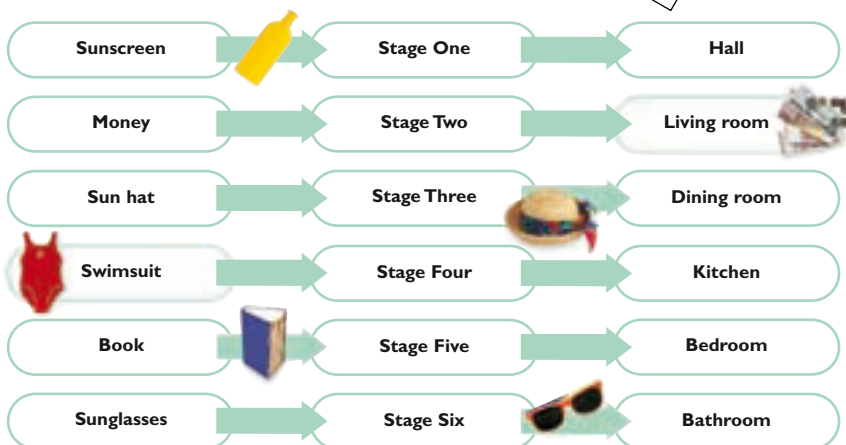 Sunscreen Stage One Hall
Money Stage Two Living room
Sun hat Stage Three Dining room
Swimsuit Stage Four Kitchen
Book Stage Five Bedroom
Sunglasses Stage Six Bathroom